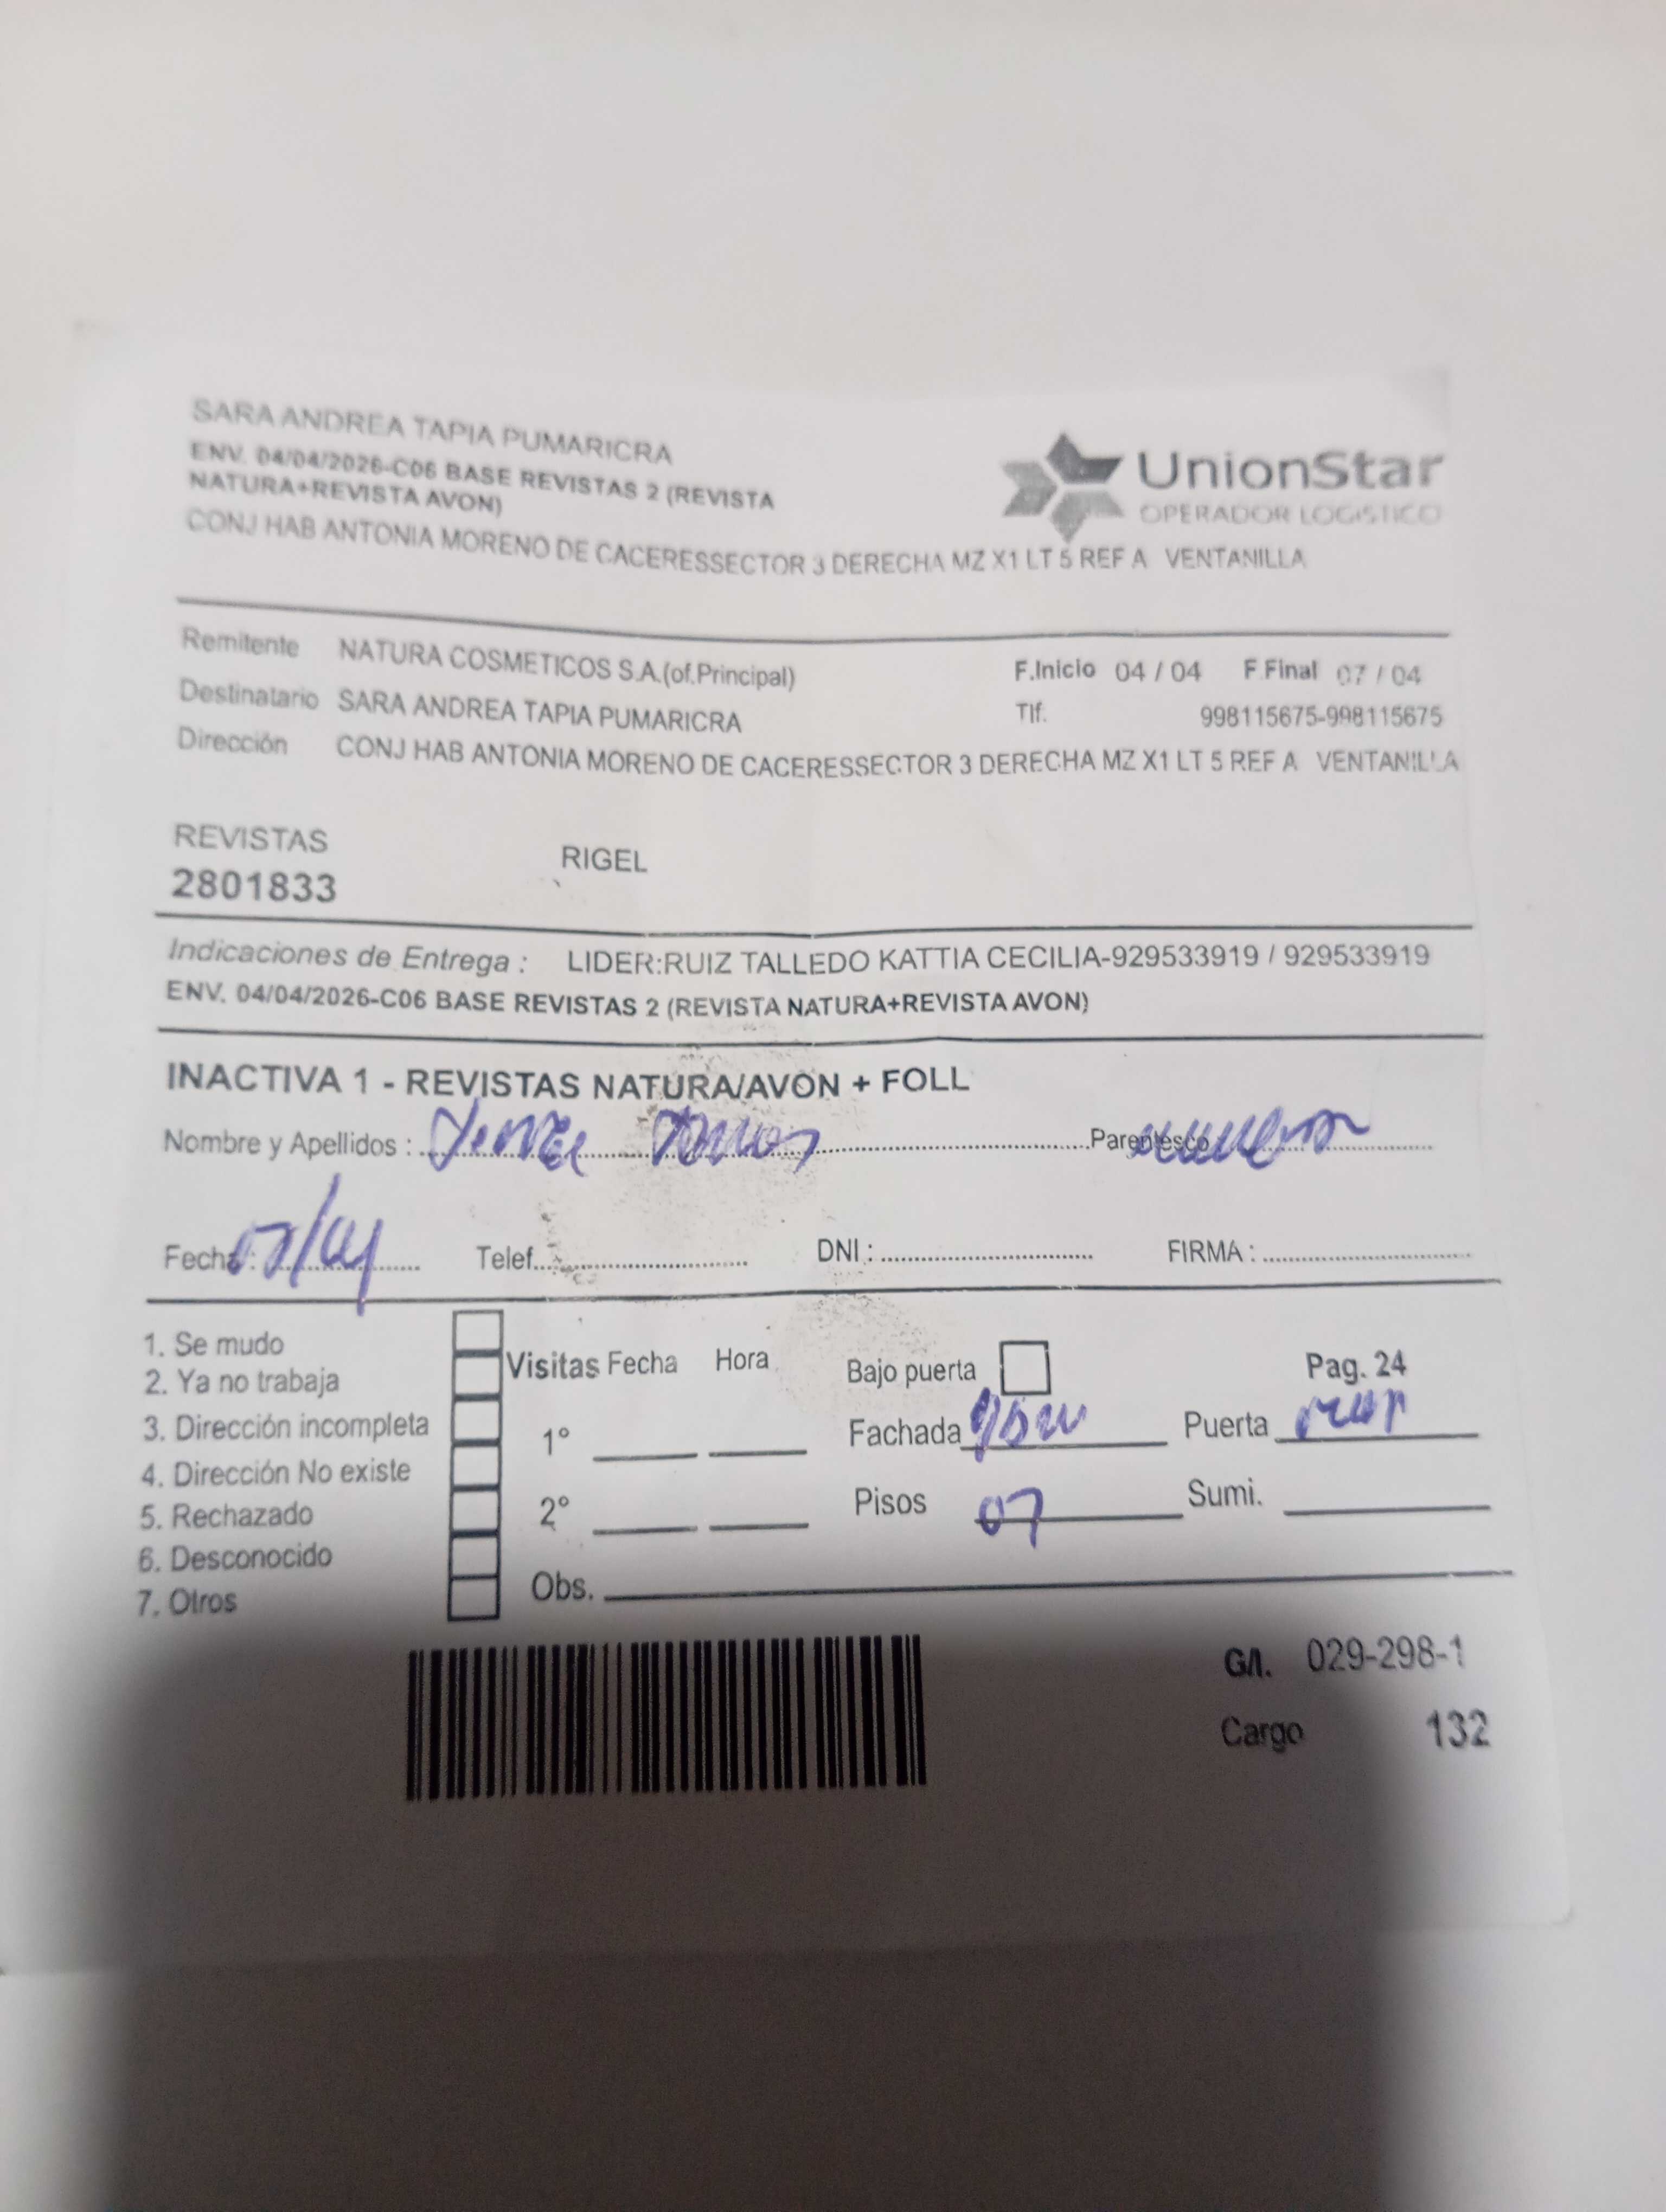 SARA ANDREA TAPIA PUMARICRA
ENV. 04/04/2026-C06 BASE REVISTAS 2 (REVISTA
NATURA+REVISTA AVON)
CONJ HAB ANTONIA MORENO DE CACERESSECTOR 3 DERECHA MZ X1 LT 5 REF A VENTANILLA
UnionStar
OPERADOR LOGISTICO
Remitente NATURA COSMETICOS S.A.(of.Principal) F.Inicio 04 / 04 F.Final 07 / 04
Destinatario SARA ANDREA TAPIA PUMARICRA Tlf. 998115675-998115675
Dirección CONJ HAB ANTONIA MORENO DE CACERESSECTOR 3 DERECHA MZ X1 LT 5 REF A VENTANILLA
REVISTAS RIGEL
2801833
Indicaciones de Entrega : LIDER:RUIZ TALLEDO KATTIA CECILIA-929533919 / 929533919
ENV. 04/04/2026-C06 BASE REVISTAS 2 (REVISTA NATURA+REVISTA AVON)
INACTIVA 1 - REVISTAS NATURA/AVON + FOLL
Nombre y Apellidos : Parentesco
Fecha : Telef. DNI : FIRMA :
1. Se mudo
2. Ya no trabaja
3. Dirección incompleta
4. Dirección No existe
5. Rechazado
6. Desconocido
7. Otros
Visitas Fecha Hora
1°
2°
Obs.
Bajo puerta Pag. 24
Fachada Puerta
Pisos 07 Sumi.
G/I. 029-298-1
Cargo 132